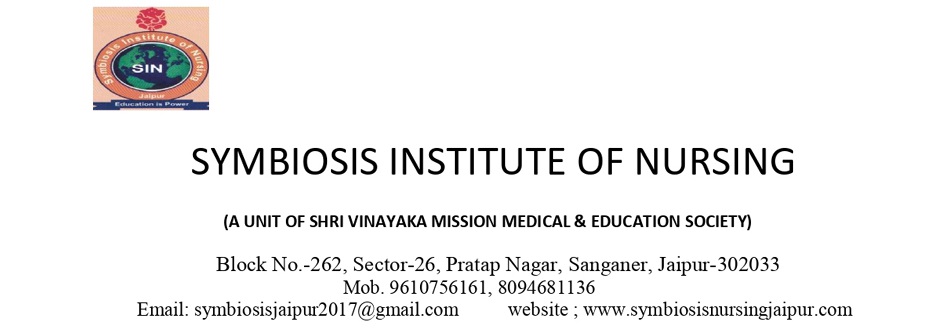 Symbiosis Institute of Nursing
SIN
Jaipur
Education is Power
SYMBIOSIS INSTITUTE OF NURSING
(A UNIT OF SHRI VINAYAKA MISSION MEDICAL & EDUCATION SOCIETY)
Block No.-262, Sector-26, Pratap Nagar, Sanganer, Jaipur-302033
Mob. 9610756161, 8094681136
Email: symbiosisjaipur2017@gmail.com website ; www.symbiosisnursingjaipur.com